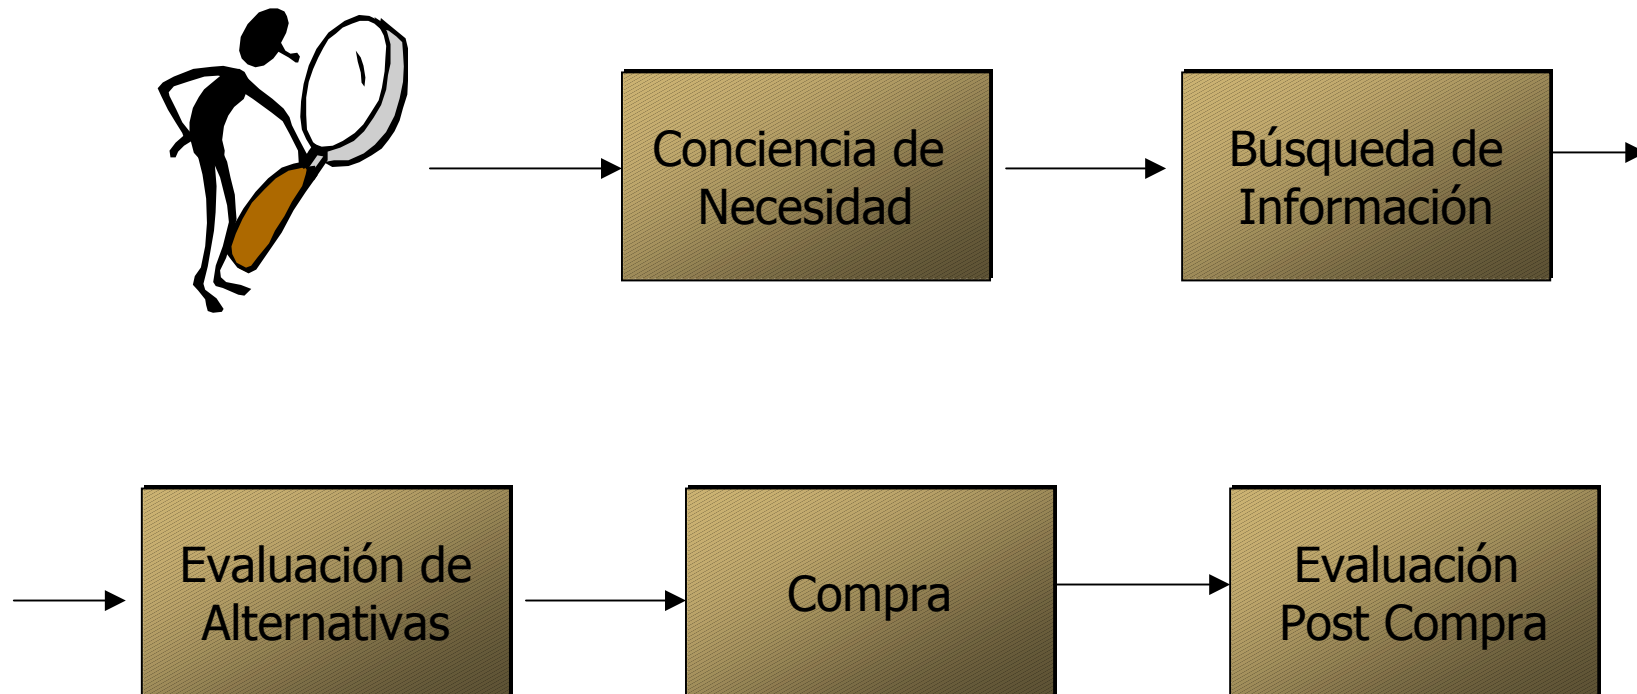 Conciencia de
Necesidad
Búsqueda de
Información
Evaluación de
Alternativas
Compra
Evaluación
Post Compra